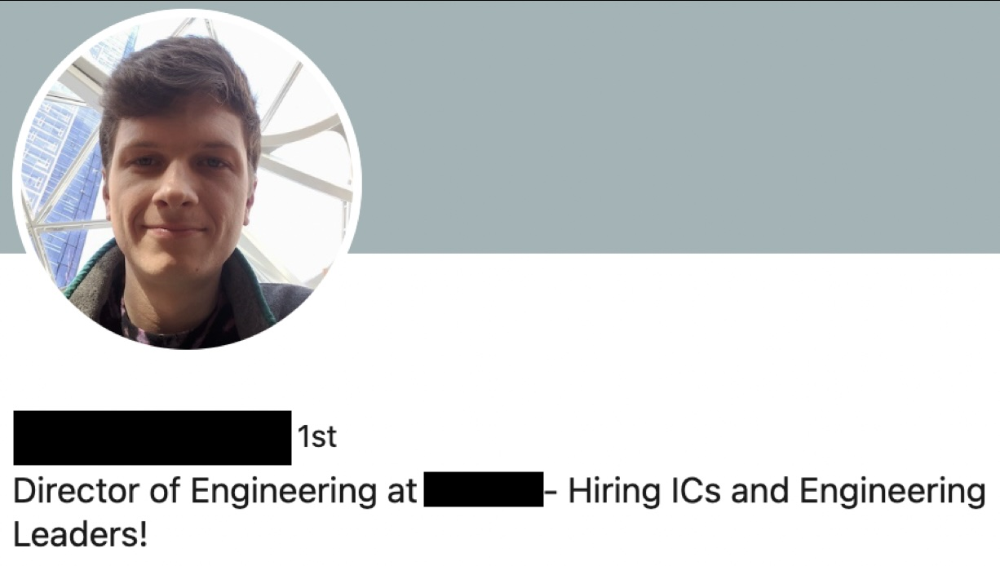 1st
Director of Engineering at – Hiring ICs and Engineering
Leaders!